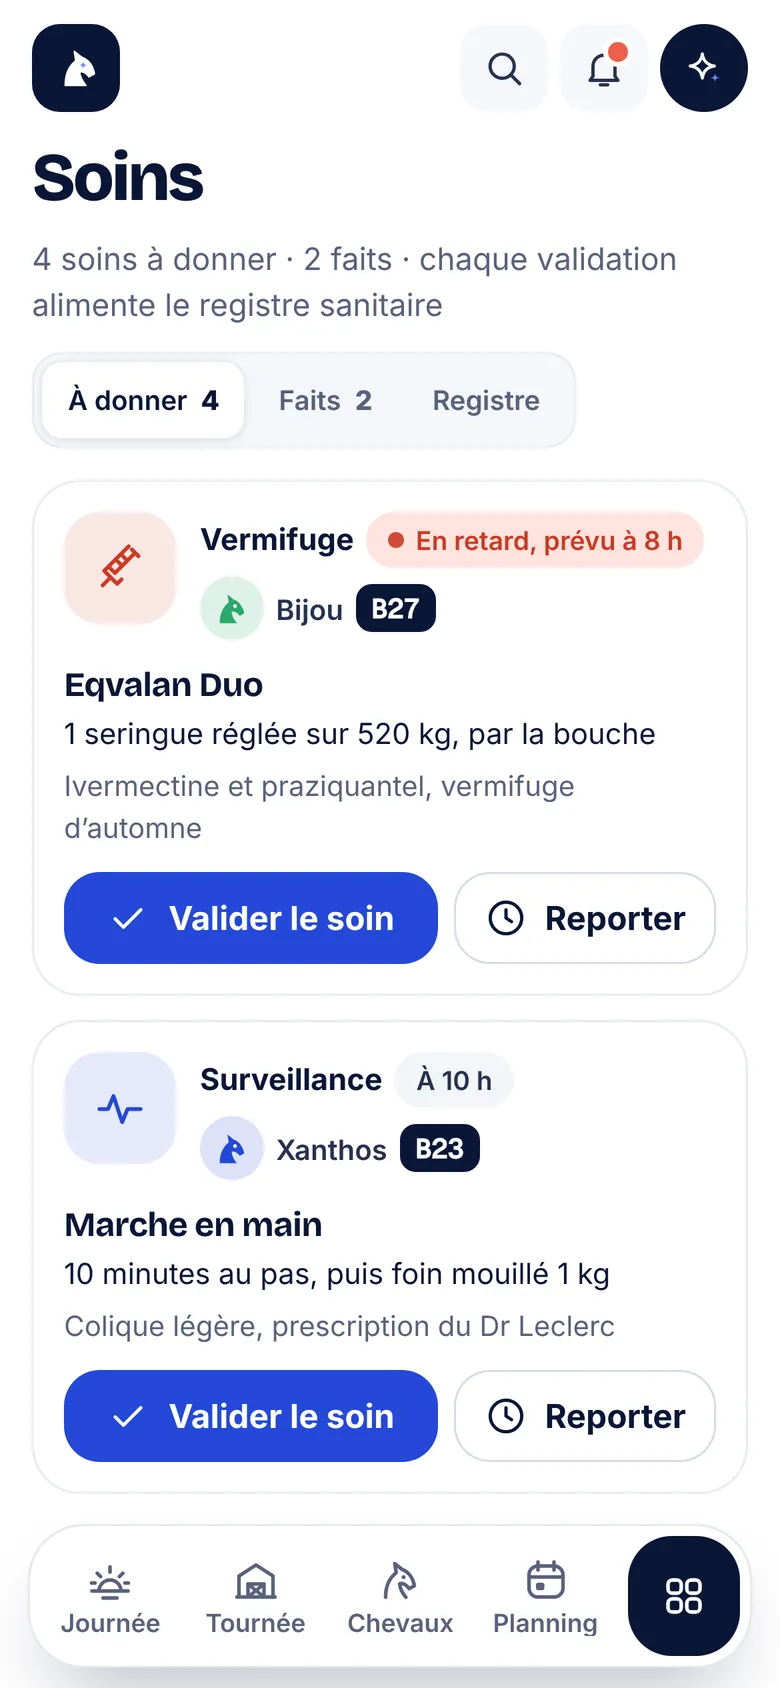 Soins
4 soins à donner · 2 faits · chaque validation
alimente le registre sanitaire
À donner 4 Faits 2 Registre
Vermifuge En retard, prévu à 8 h
Bijou B27
Eqvalan Duo
1 seringue réglée sur 520 kg, par la bouche
Ivermectine et praziquantel, vermifuge
d’automne
Valider le soin Reporter
Surveillance À 10 h
Xanthos B23
Marche en main
10 minutes au pas, puis foin mouillé 1 kg
Colique légère, prescription du Dr Leclerc
Valider le soin Reporter
Journée Tournée Chevaux Planning